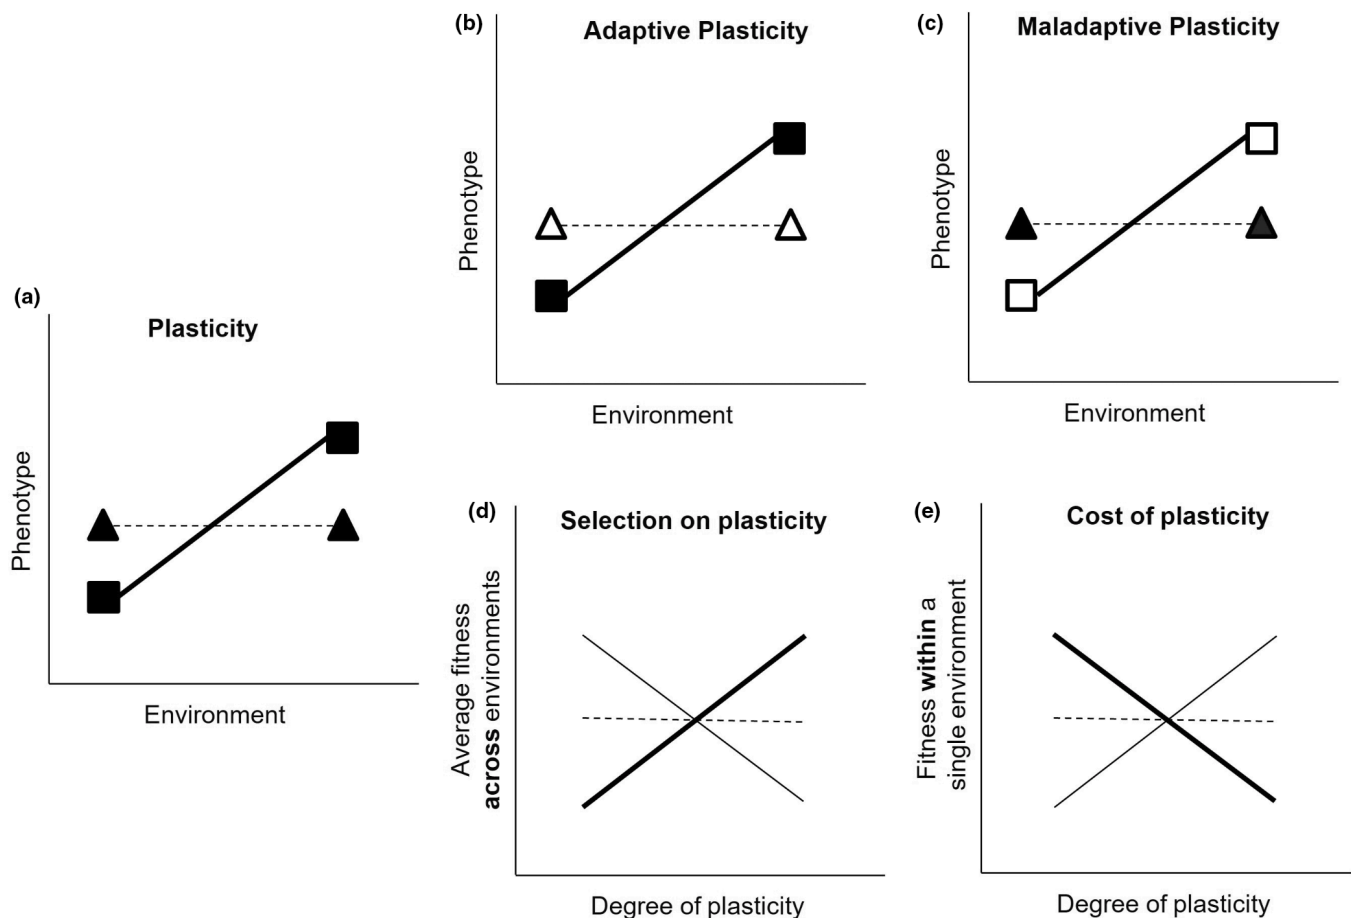 (a)
Plasticity
Phenotype
Environment
(b)
Adaptive Plasticity
Phenotype
Environment
(c)
Maladaptive Plasticity
Phenotype
Environment
(d)
Selection on plasticity
Average fitness
across environments
Degree of plasticity
(e)
Cost of plasticity
Fitness within a
single environment
Degree of plasticity